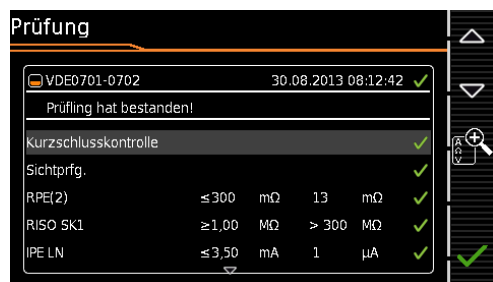 Prüfung
VDE0701-0702 30.08.2013 08:12:42
Prüfling hat bestanden!
Kurzschlusskontrolle
Sichtprfg.
RPE(2) ≤300 mΩ 13 mΩ
RISO SK1 ≥1,00 MΩ > 300 MΩ
IPE LN ≤3,50 mA 1 µA
A
Ω
V